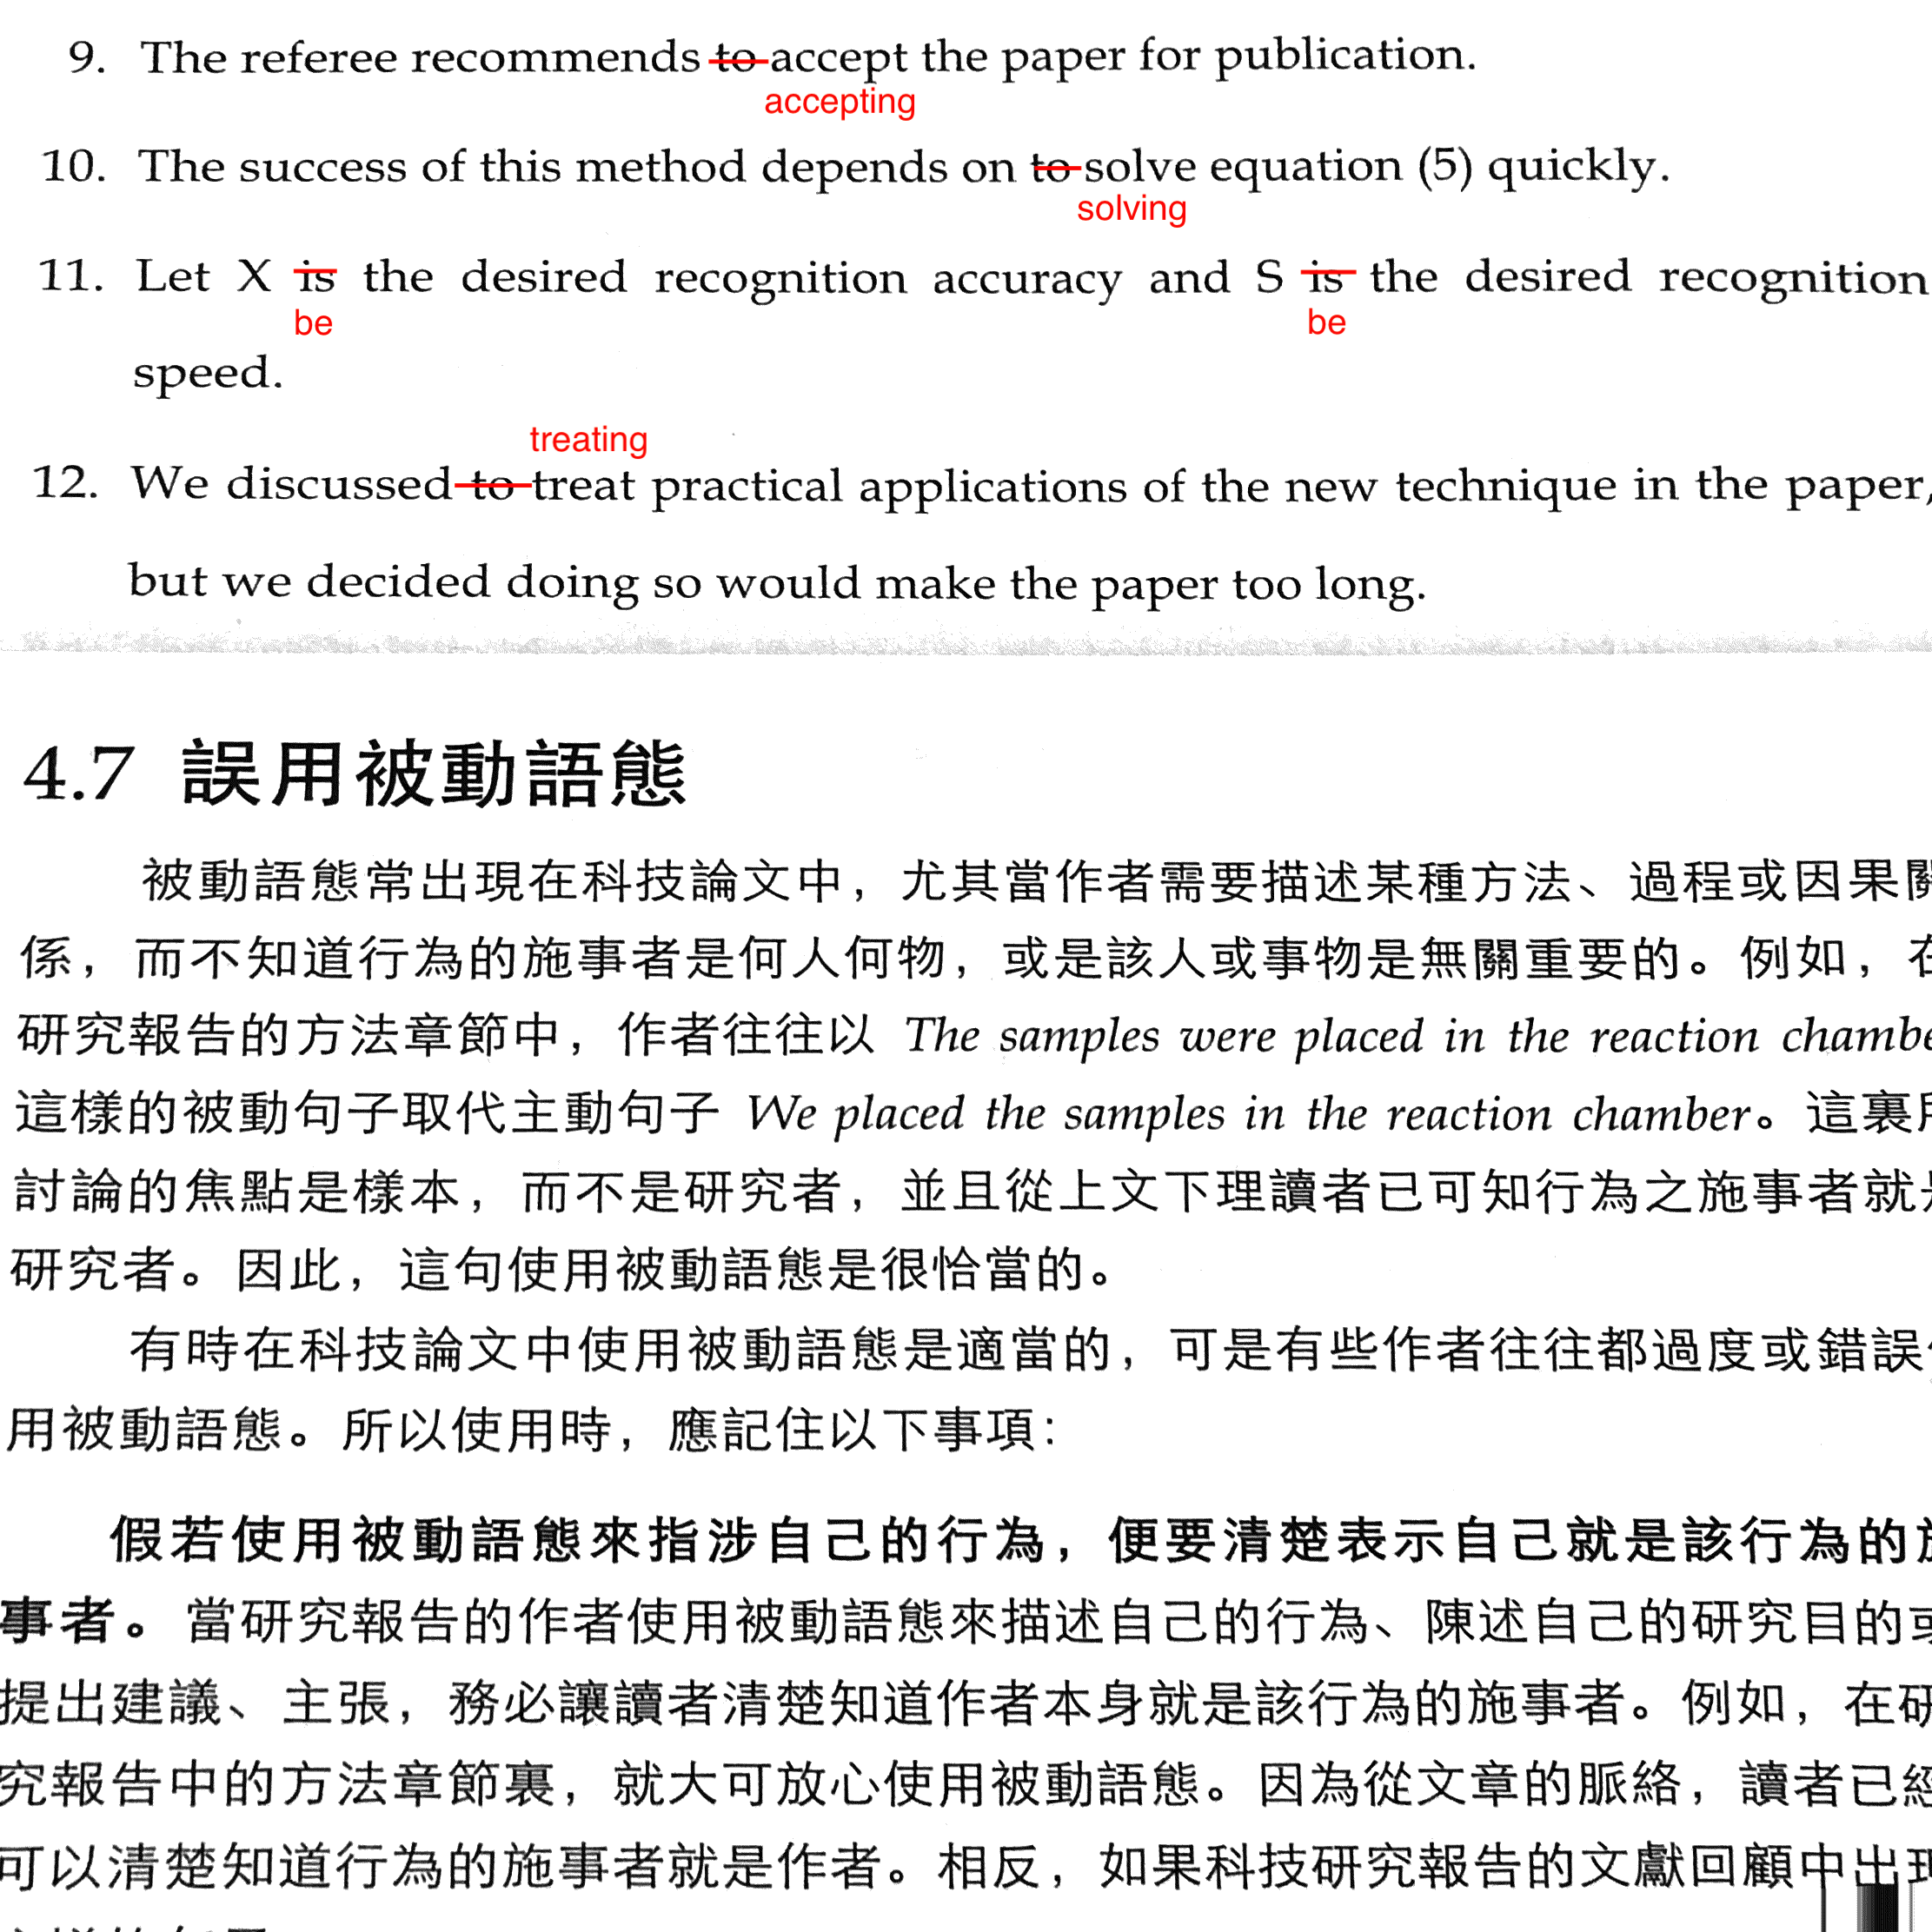 9. The referee recommends to accept the paper for publication.
accepting
10. The success of this method depends on to solve equation (5) quickly.
solving
11. Let X is the desired recognition accuracy and S is the desired recognition
be be
speed.
treating
12. We discussed to treat practical applications of the new technique in the paper,
but we decided doing so would make the paper too long.
4.7 誤用被動語態
被動語態常出現在科技論文中，尤其當作者需要描述某種方法、過程或因果關
係，而不知道行為的施事者是何人何物，或是該人或事物是無關重要的。例如，在
研究報告的方法章節中，作者往往以 The samples were placed in the reaction
這樣的被動句子取代主動句子 We placed the samples in the reaction chamber。這裏所
討論的焦點是樣本，而不是研究者，並且從上文下理讀者已可知行為之施事者就是
研究者。因此，這句使用被動語態是很恰當的。
有時在科技論文中使用被動語態是適當的，可是有些作者往往都過度或錯誤
用被動語態。所以使用時，應記住以下事項：
假若使用被動語態來指涉自己的行為，便要清楚表示自己就是該行為的施
事者。當研究報告的作者使用被動語態來描述自己的行為、陳述自己的研究目的或
提出建議、主張，務必讓讀者清楚知道作者本身就是該行為的施事者。例如，在研
究報告中的方法章節裏，就大可放心使用被動語態。因為從文章的脈絡，讀者已經
可以清楚知道行為的施事者就是作者。相反，如果科技研究報告的文獻回顧中出現